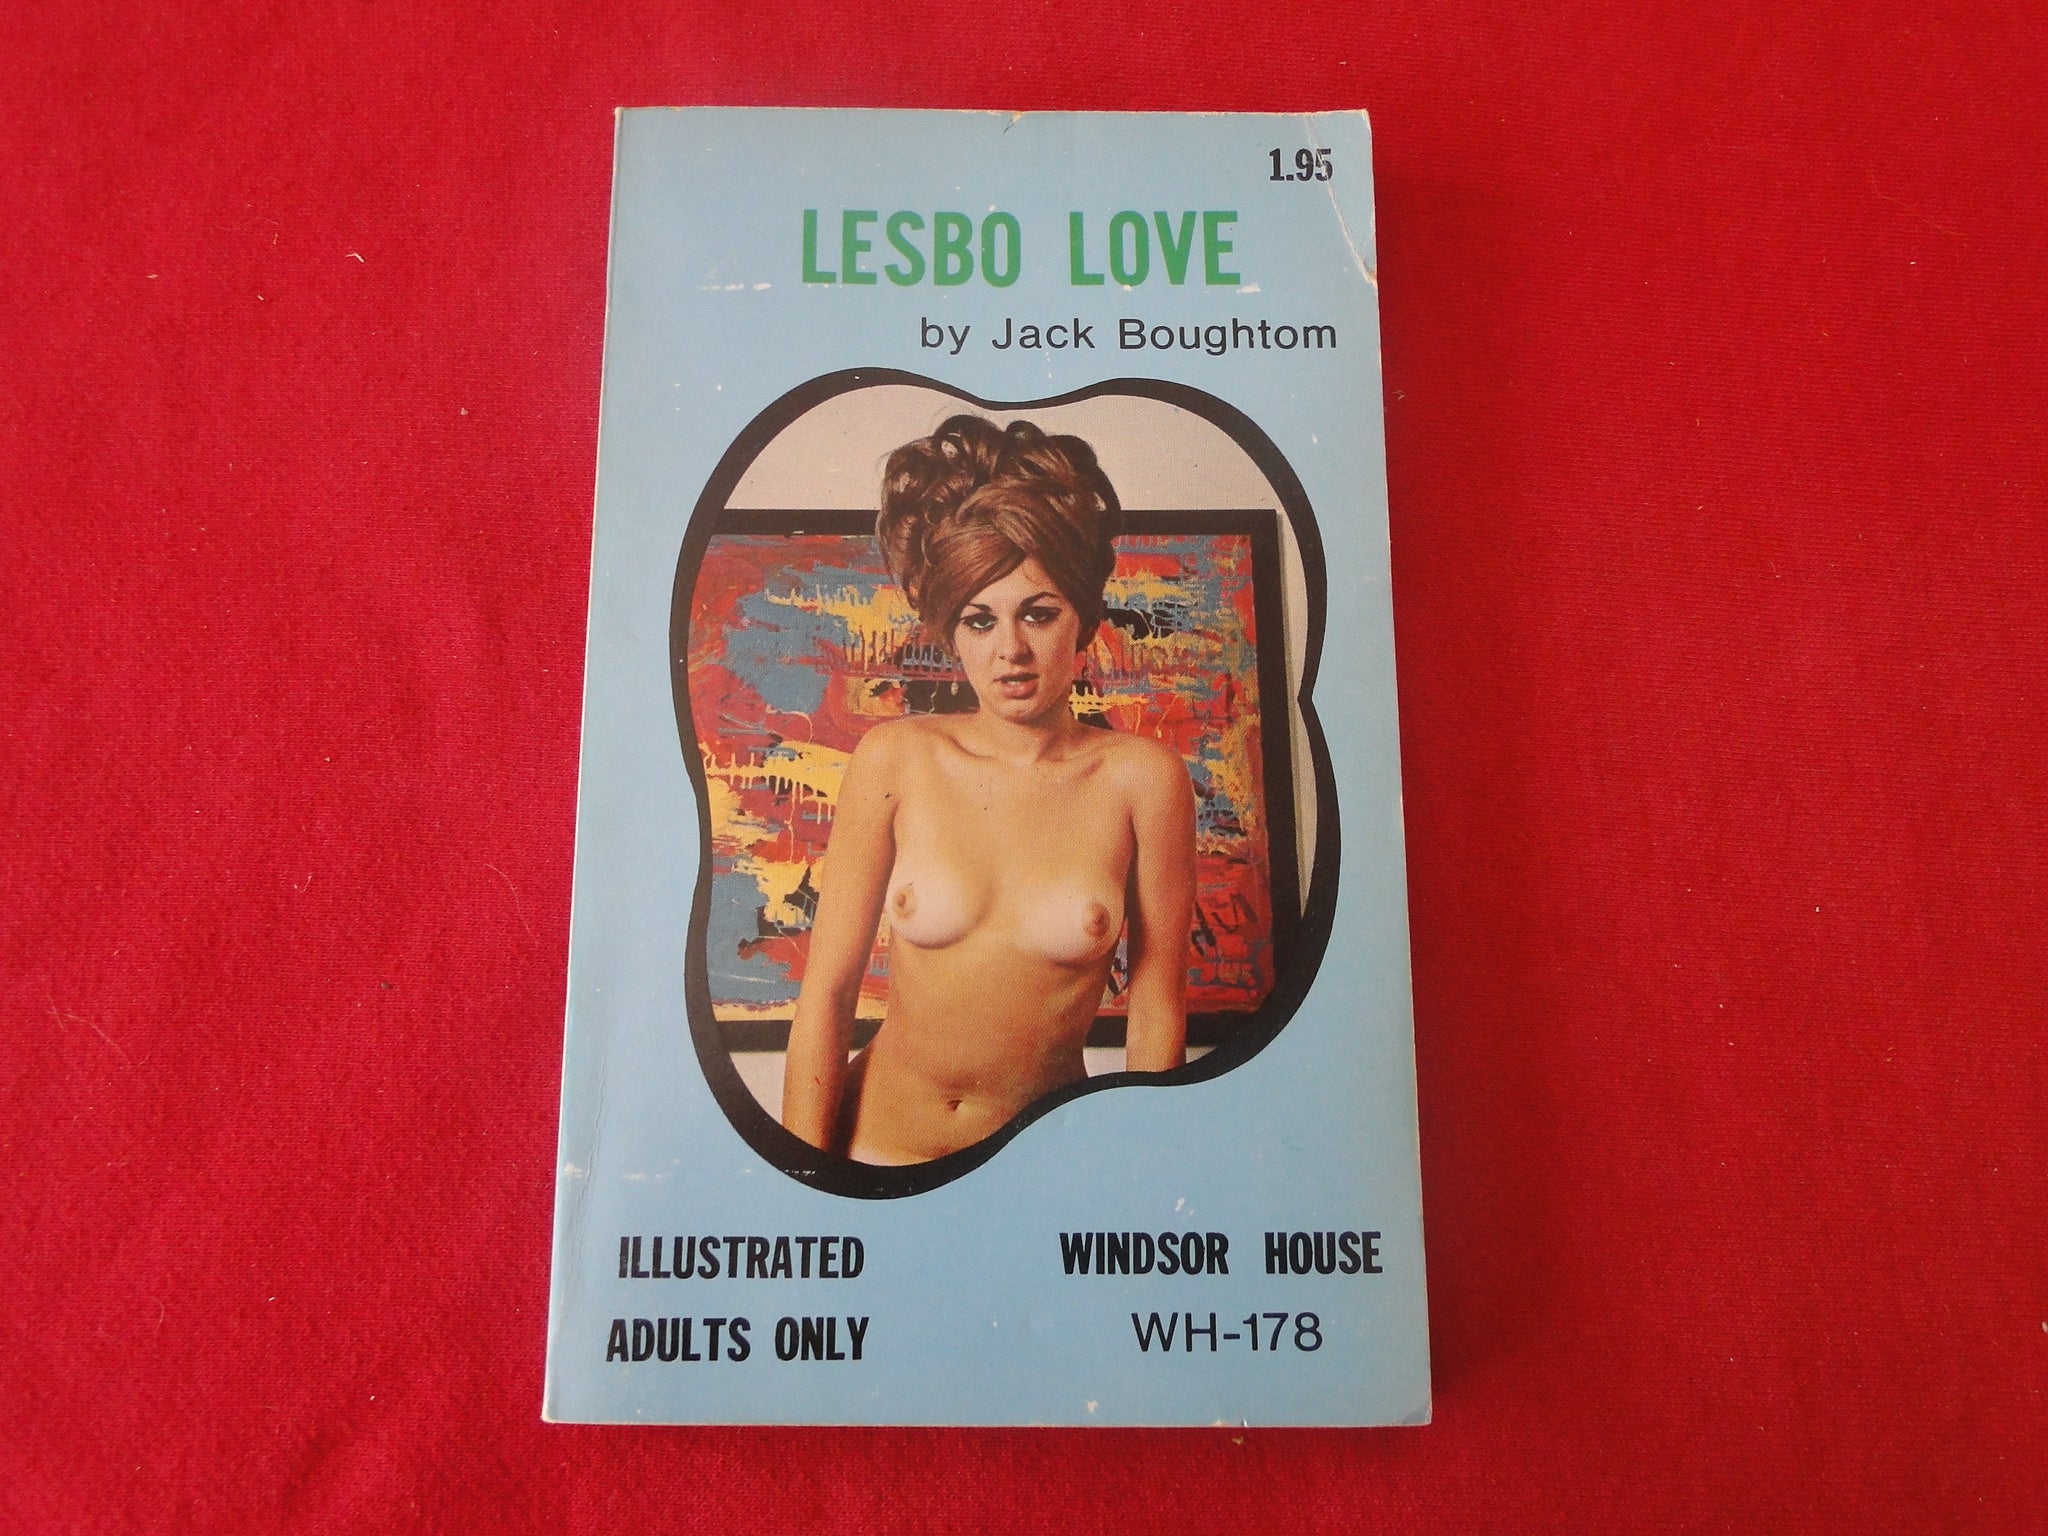 1.95
LESBO LOVE
by Jack Boughtom
ILLUSTRATED
ADULTS ONLY
WINDSOR HOUSE
WH-178